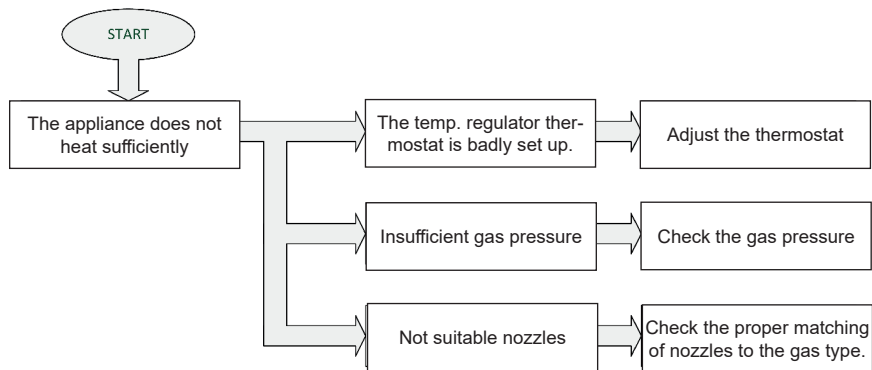 START
The appliance does not
heat sufficiently
The temp. regulator ther-
mostat is badly set up.
Adjust the thermostat
Insufficient gas pressure
Check the gas pressure
Not suitable nozzles
Check the proper matching
of nozzles to the gas type.